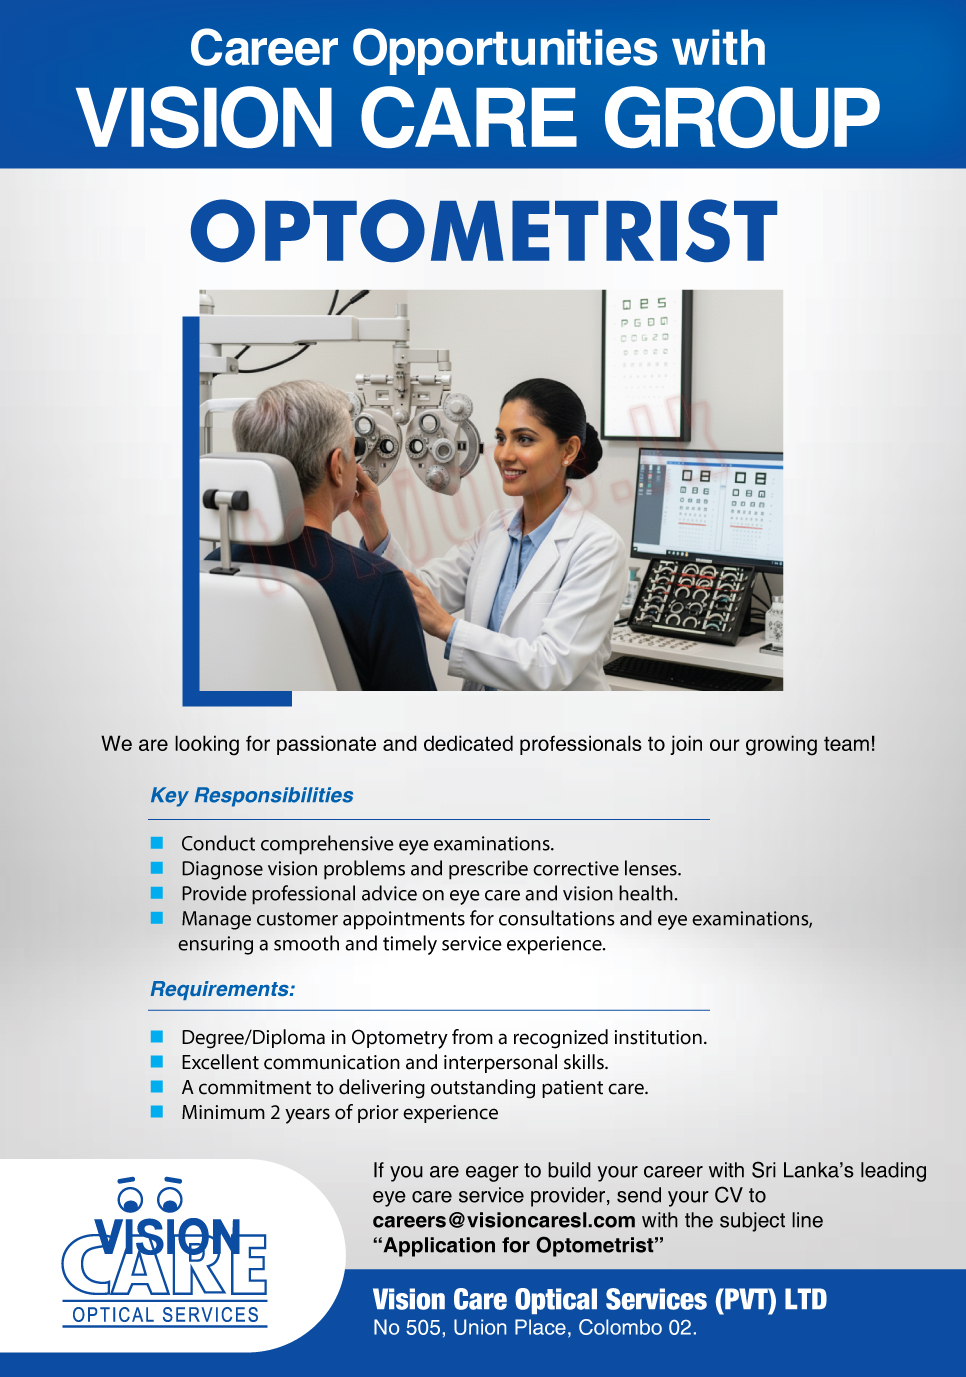 Career Opportunities with
VISION CARE GROUP
OPTOMETRIST
We are looking for passionate and dedicated professionals to join our growing team!
Key Responsibilities
Conduct comprehensive eye examinations.
Diagnose vision problems and prescribe corrective lenses.
Provide professional advice on eye care and vision health.
Manage customer appointments for consultations and eye examinations,
ensuring a smooth and timely service experience.
Requirements:
Degree/Diploma in Optometry from a recognized institution.
Excellent communication and interpersonal skills.
A commitment to delivering outstanding patient care.
Minimum 2 years of prior experience
If you are eager to build your career with Sri Lanka's leading
eye care service provider, send your CV to
careers@visioncaresl.com with the subject line
“Application for Optometrist”
VISION
CARE
OPTICAL SERVICES
Vision Care Optical Services (PVT) LTD
No 505, Union Place, Colombo 02.